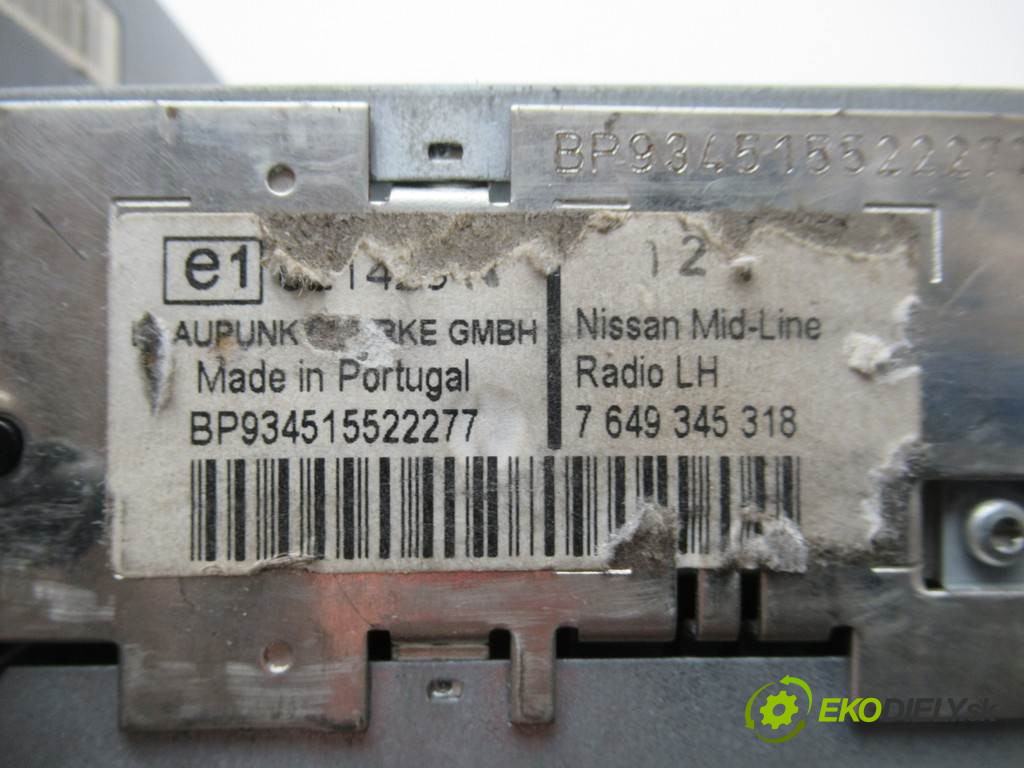 BP934515522277
e1
12
AUPUNK RKE GMBH
Nissan Mid-Line
Made in Portugal
Radio LH
BP934515522277
7 649 345 318
EKODIELY.sk